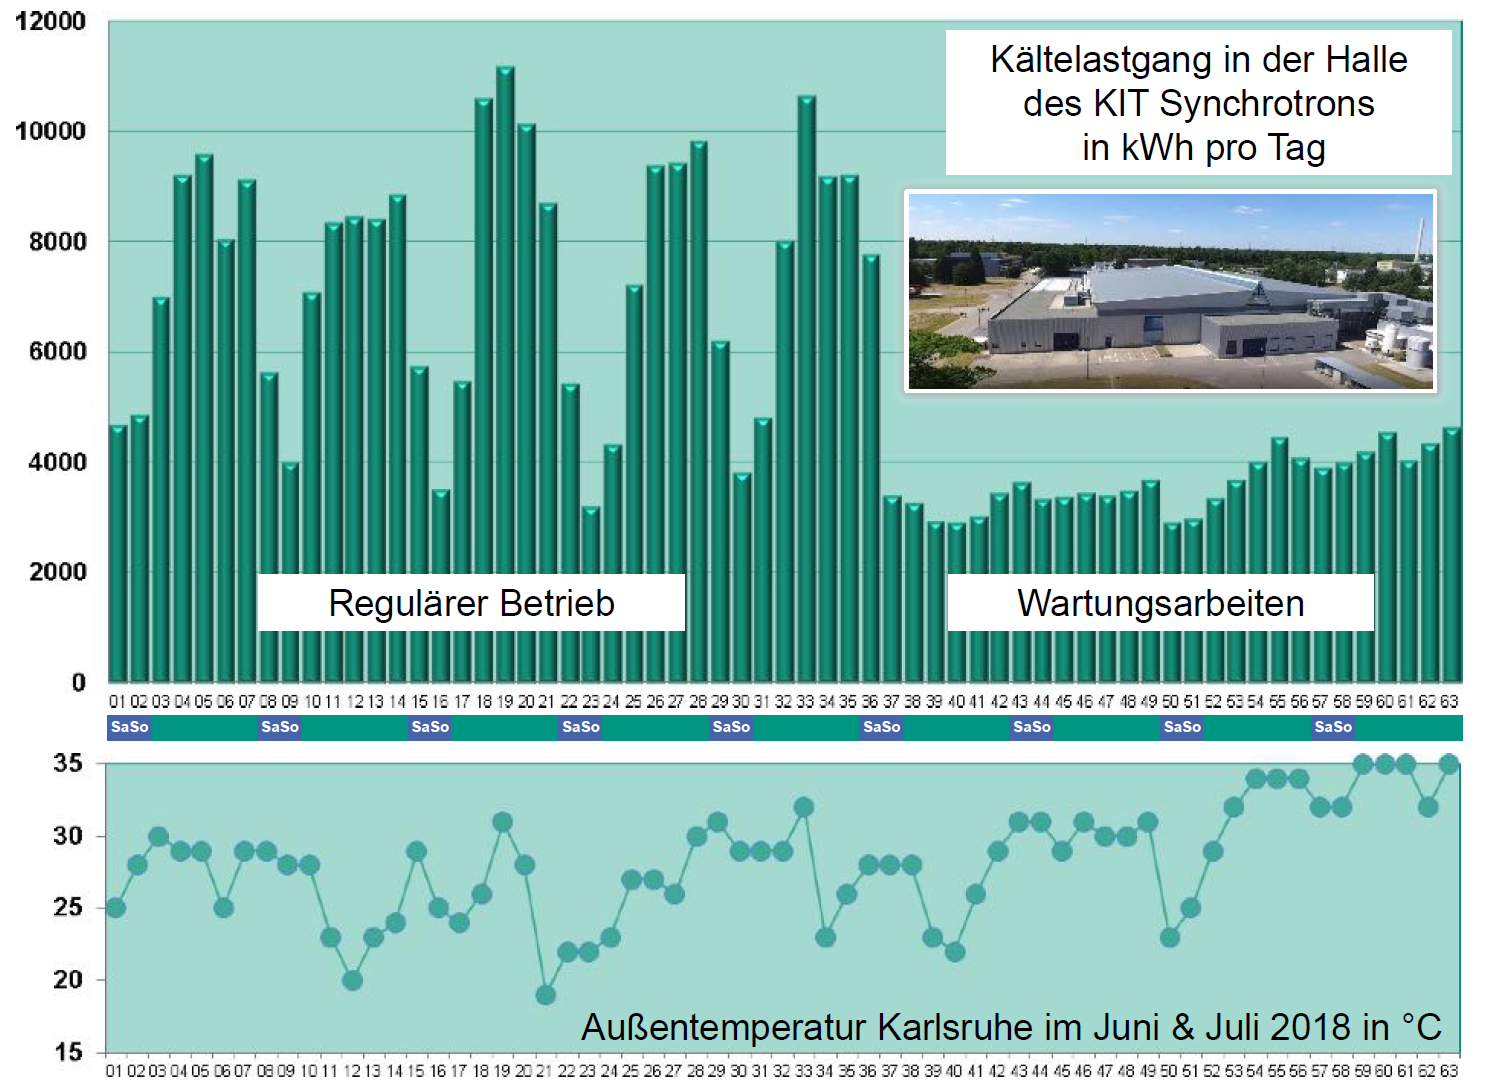 12000
10000
8000
6000
4000
2000
0
Kältelastgang in der Halle
des KIT Synchrotrons
in kWh pro Tag
Regulärer Betrieb
Wartungsarbeiten
01 02 03 04 05 06 07 08 09 10 11 12 13 14 15 16 17 18 19 20 21 22 23 24 25 26 27 28 29 30 31 32 33 34 35 36 37 38 39 40 41 42 43 44 45 46 47 48 49 50 51 52 53 54 55 56 57 58 59 60 61 62 63
SaSo SaSo SaSo SaSo SaSo SaSo SaSo SaSo SaSo
35
30
25
20
15
Außentemperatur Karlsruhe im Juni & Juli 2018 in °C
01 02 03 04 05 06 07 08 09 10 11 12 13 14 15 16 17 18 19 20 21 22 23 24 25 26 27 28 29 30 31 32 33 34 35 36 37 38 39 40 41 42 43 44 45 46 47 48 49 50 51 52 53 54 55 56 57 58 59 60 61 62 63